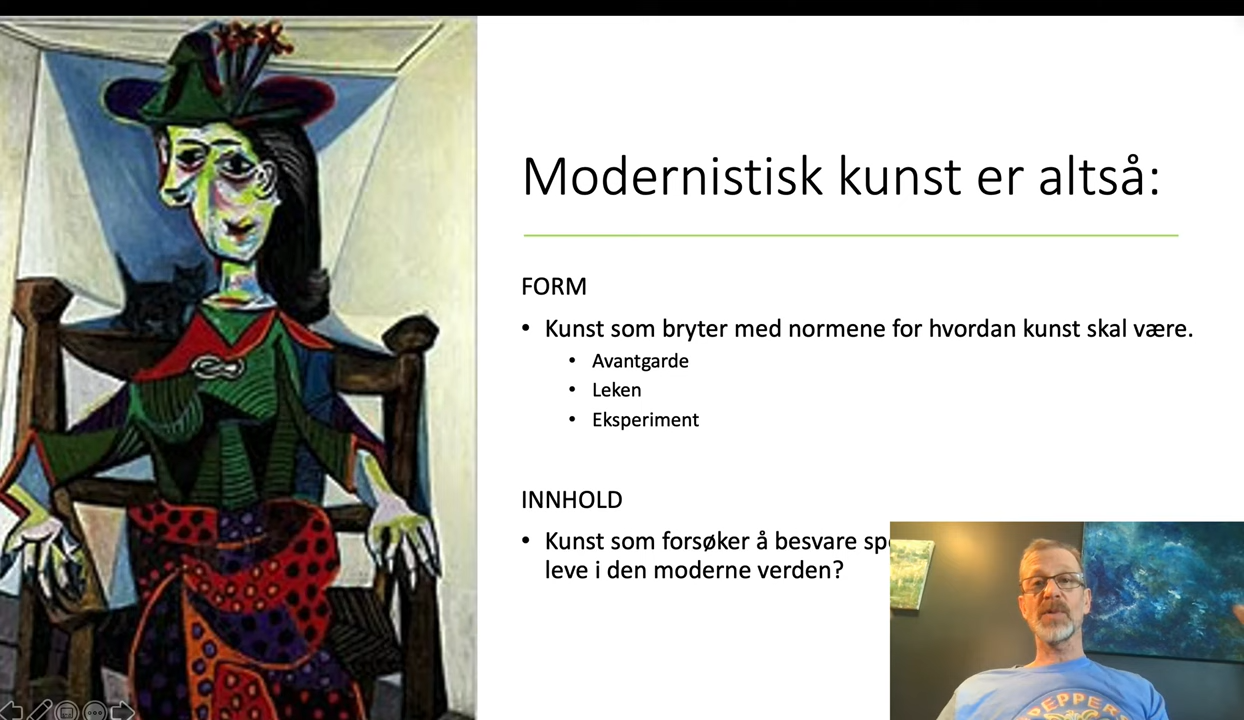 Modernistisk kunst er altså:
FORM
• Kunst som bryter med normene for hvordan kunst skal være.
• Avantgarde
• Leken
• Eksperiment
INNHOLD
• Kunst som forsøker å besvare
leve i den moderne verden?
PEPPER